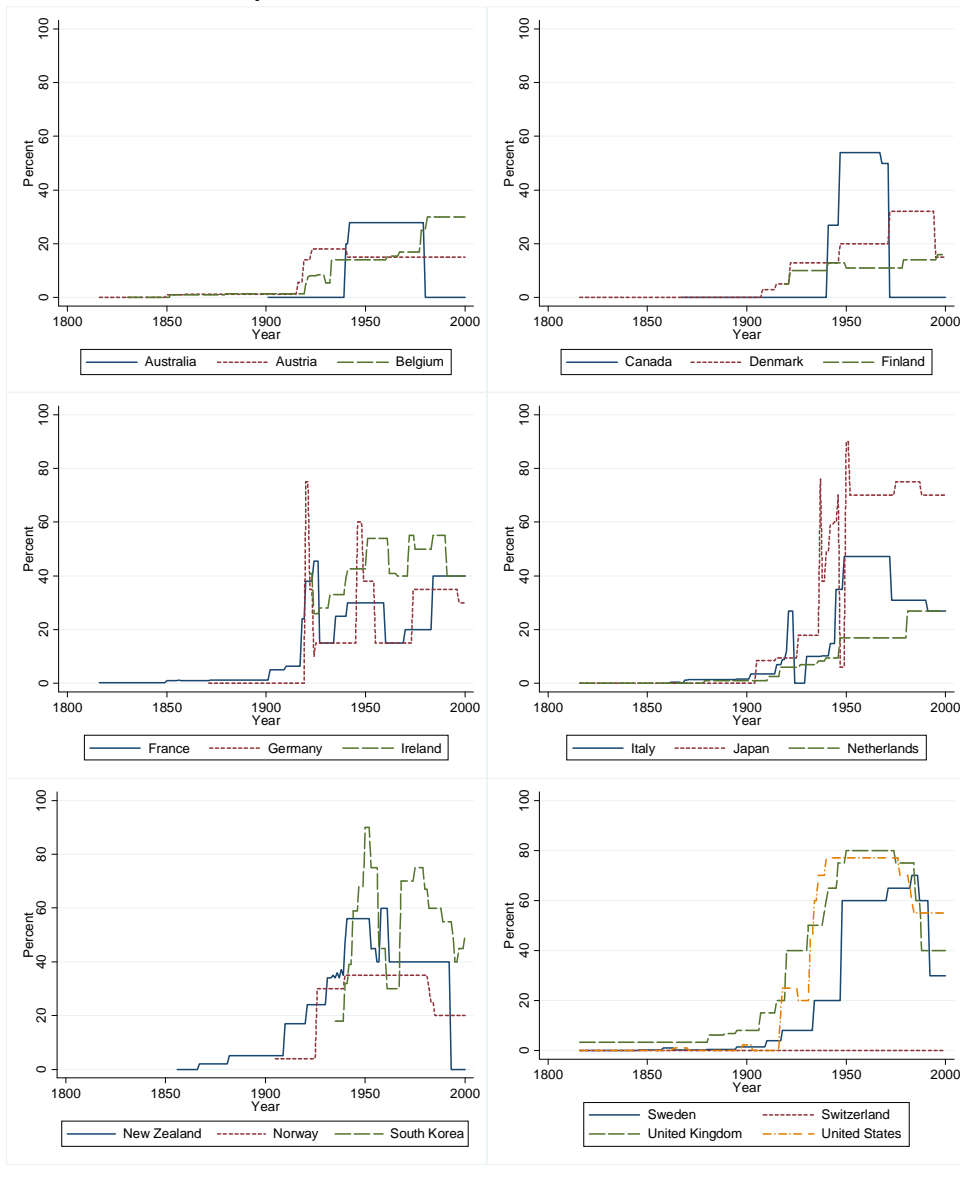 100
80
60
40
20
0
Percent
1800 1850 1900 1950 2000
Year
Australia Austria Belgium
100
80
60
40
20
0
Percent
1800 1850 1900 1950 2000
Year
Canada Denmark Finland
100
80
60
40
20
0
Percent
1800 1850 1900 1950 2000
Year
France Germany Ireland
100
80
60
40
20
0
Percent
1800 1850 1900 1950 2000
Year
Italy Japan Netherlands
100
80
60
40
20
0
Percent
1800 1850 1900 1950 2000
Year
New Zealand Norway South Korea
100
80
60
40
20
0
Percent
1800 1850 1900 1950 2000
Year
Sweden Switzerland
United Kingdom United States